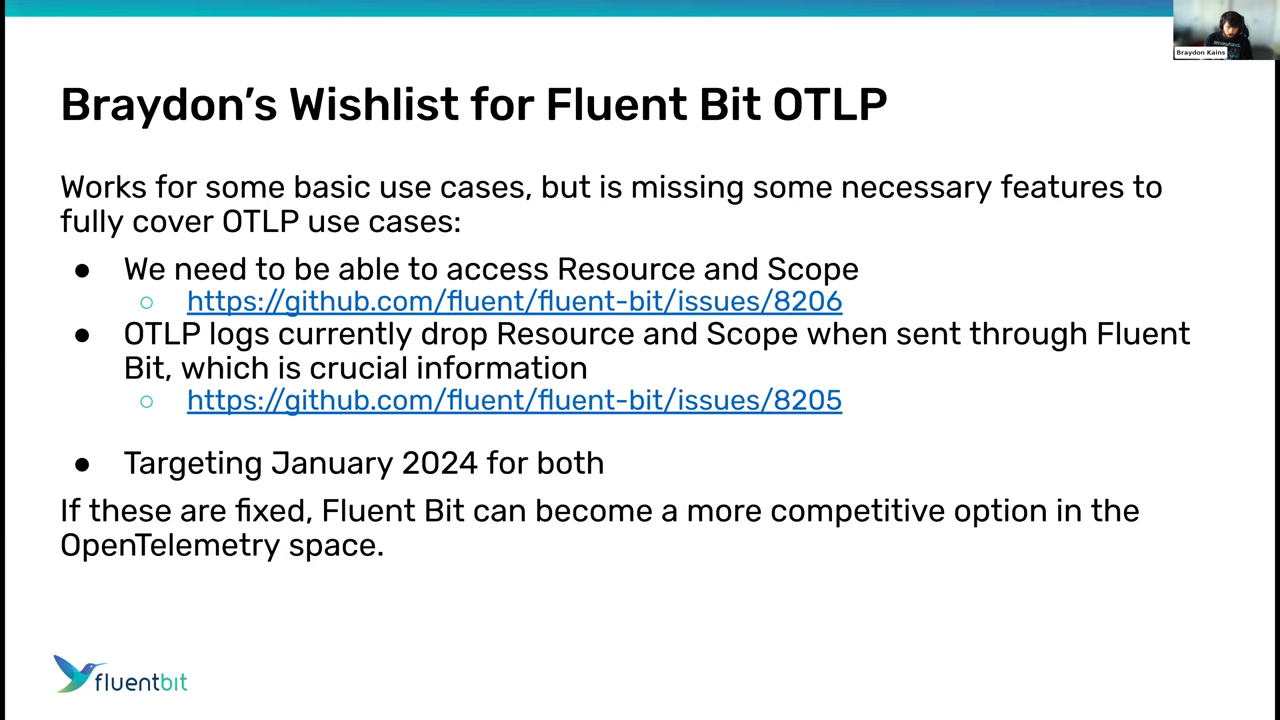 Braydon Kains
Braydon's Wishlist for Fluent Bit OTLP
Works for some basic use cases, but is missing some necessary features to
fully cover OTLP use cases:
● We need to be able to access Resource and Scope
○ https://github.com/fluent/fluent-bit/issues/8206
● OTLP logs currently drop Resource and Scope when sent through Fluent
Bit, which is crucial information
○ https://github.com/fluent/fluent-bit/issues/8205
● Targeting January 2024 for both
If these are fixed, Fluent Bit can become a more competitive option in the
OpenTelemetry space.
fluentbit